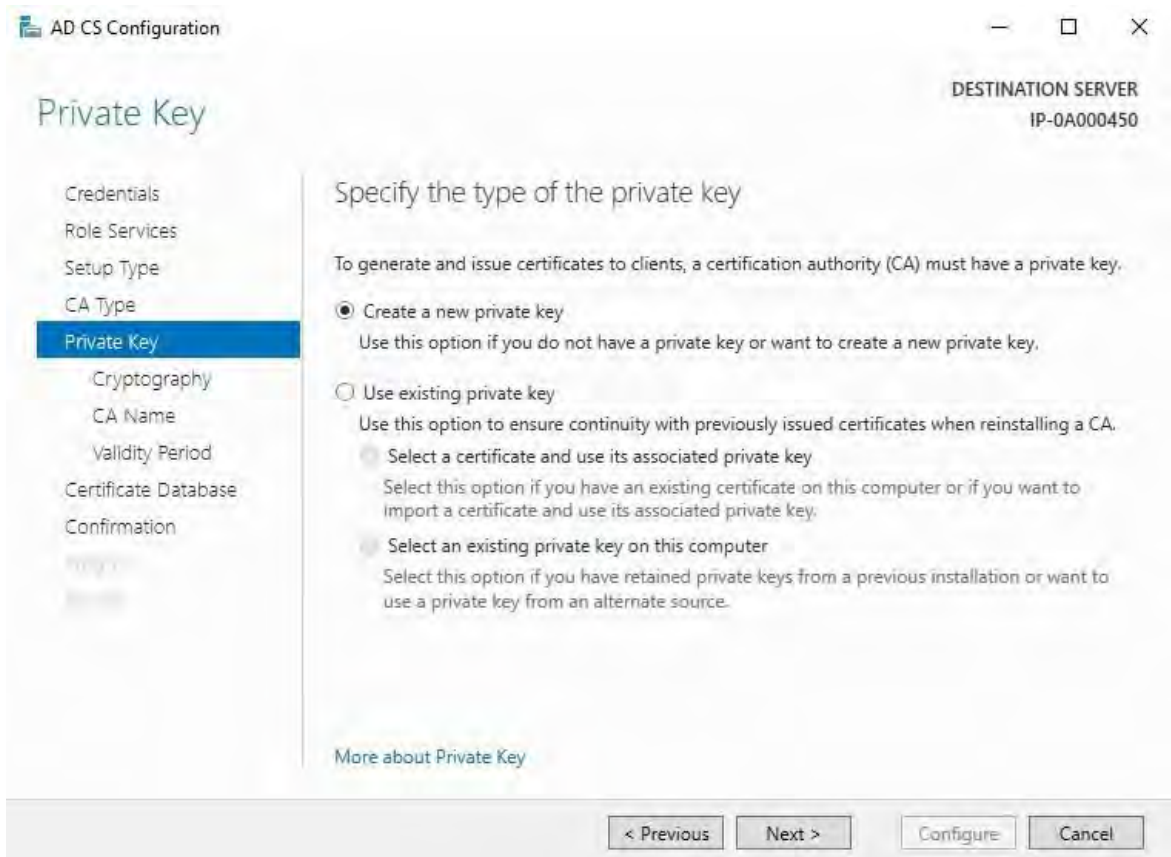 AD CS Configuration
DESTINATION SERVER
IP-0A000450
Private Key
Credentials
Role Services
Setup Type
CA Type
Private Key
Cryptography
CA Name
Validity Period
Certificate Database
Confirmation
Specify the type of the private key
To generate and issue certificates to clients, a certification authority (CA) must have a private key.
Create a new private key
Use this option if you do not have a private key or want to create a new private key.
Use existing private key
Use this option to ensure continuity with previously issued certificates when reinstalling a CA.
Select a certificate and use its associated private key
Select this option if you have an existing certificate on this computer or if you want to
import a certificate and use its associated private key.
Select an existing private key on this computer
Select this option if you have retained private keys from a previous installation or want to
use a private key from an alternate source.
More about Private Key
< Previous
Next >
Configure
Cancel